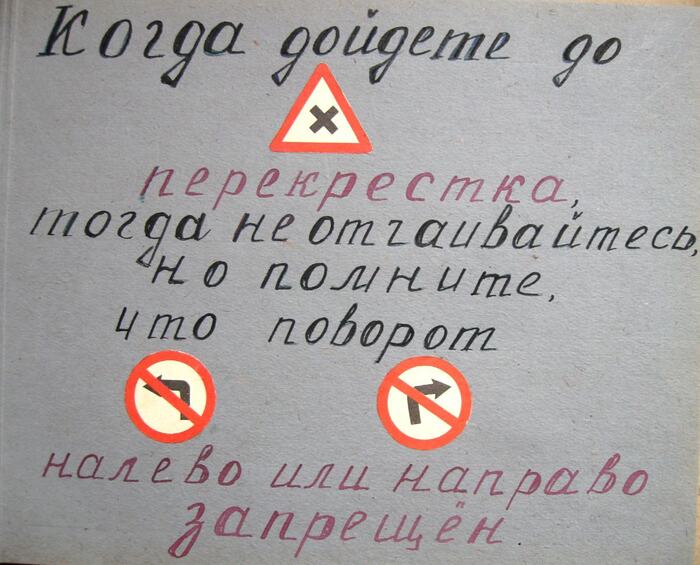 Когда дойдете до
перекрестка,
тогда не отчаивайтесь,
но помните,
что поворот
налево или направо
запрещён